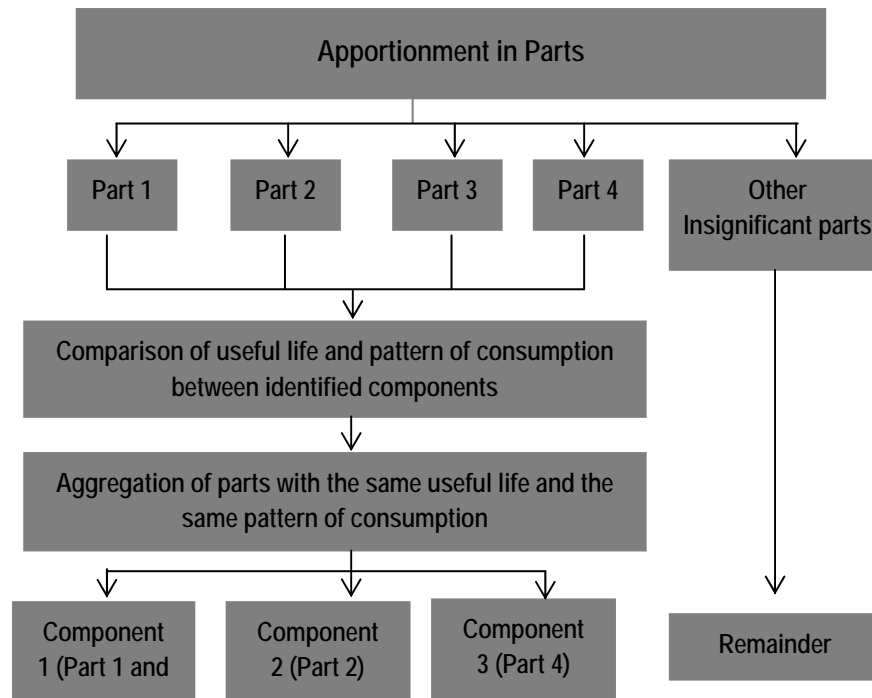 Apportionment in Parts
Part 1
Part 2
Part 3
Part 4
Other
Insignificant parts
Comparison of useful life and pattern of consumption
between identified components
Aggregation of parts with the same useful life and the
same pattern of consumption
Component
1 (Part 1 and
Component
2 (Part 2)
Component
3 (Part 4)
Remainder